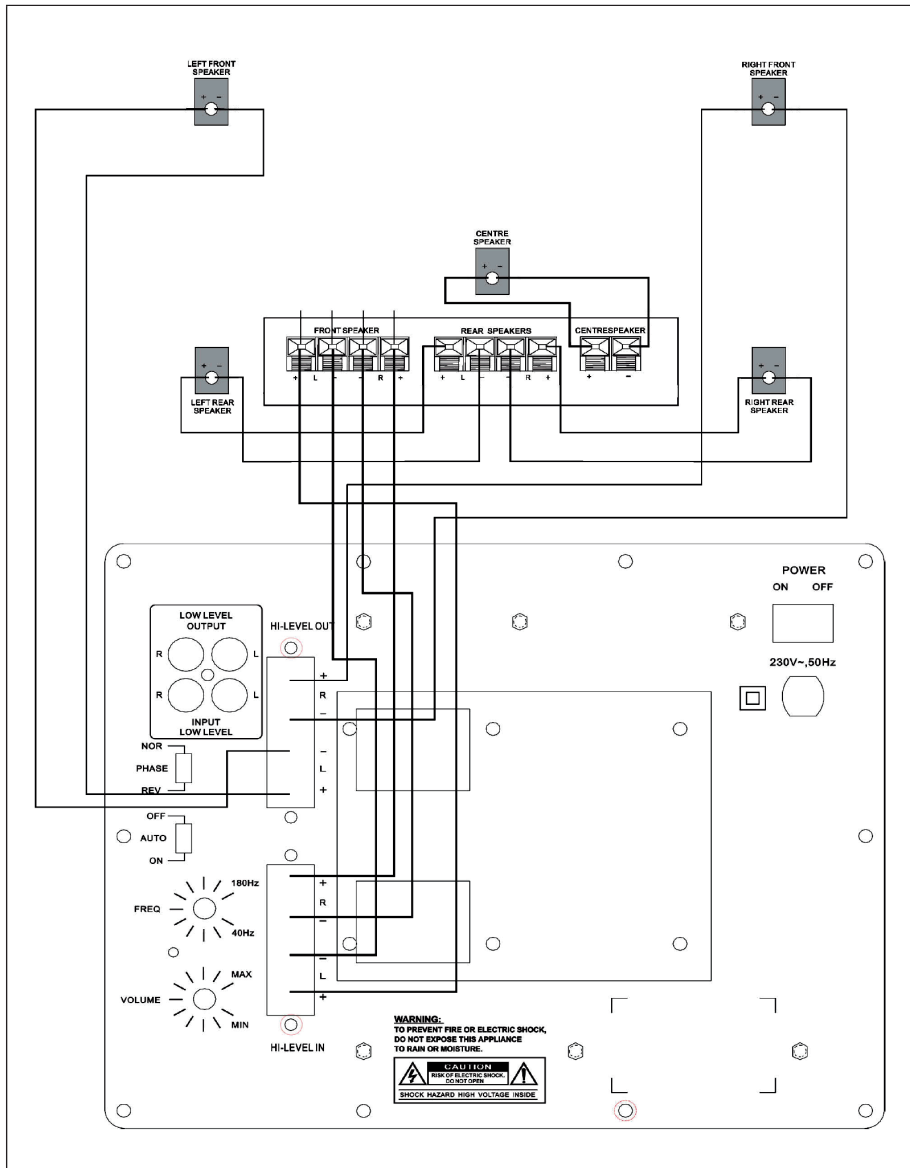 LEFT FRONT
SPEAKER
+ −
RIGHT FRONT
SPEAKER
+ −
CENTRE
SPEAKER
+ −
FRONT SPEAKER
REAR SPEAKERS
CENTRESPEAKER
+ L − − R +
+ L − − R +
+ −
+ −
LEFT REAR
SPEAKER
+ −
RIGHT REAR
SPEAKER
POWER
ON OFF
230V~,50Hz
LOW LEVEL
OUTPUT
R L
R L
INPUT
LOW LEVEL
HI-LEVEL OUT
+
R
−
−
L
+
NOR
PHASE
REV
OFF
AUTO
ON
180Hz
FREQ
40Hz
MAX
VOLUME
MIN
+
R
−
−
L
+
HI-LEVEL IN
WARNING:
TO PREVENT FIRE OR ELECTRIC SHOCK,
DO NOT EXPOSE THIS APPLIANCE
TO RAIN OR MOISTURE.
CAUTION
RISK OF ELECTRIC SHOCK,
DO NOT OPEN
SHOCK HAZARD HIGH VOLTAGE INSIDE